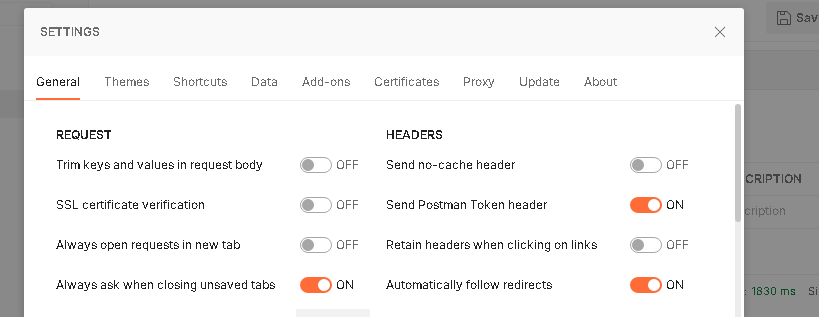 SETTINGS
Sav
General Themes Shortcuts Data Add-ons Certificates Proxy Update About
REQUEST
HEADERS
Trim keys and values in request body OFF
Send no-cache header OFF
SSL certificate verification OFF
Send Postman Token header ON
Always open requests in new tab OFF
Retain headers when clicking on links OFF
Always ask when closing unsaved tabs ON
Automatically follow redirects ON
CRIPTION
cription
: 1830 ms Si